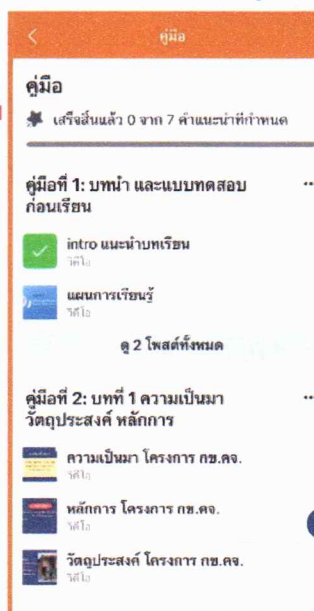 คู่มือ
คู่มือ
เสร็จสิ้นแล้ว 0 จาก 7 คำแนะนำที่กำหนด
คู่มือที่ 1: บทนำ และแบบทดสอบ
ก่อนเรียน
intro แนะนำบทเรียน
วิดีโอ
แผนการเรียนรู้
วิดีโอ
ดู 2 โพสต์ทั้งหมด
คู่มือที่ 2: บทที่ 1 ความเป็นมา
วัตถุประสงค์ หลักการ
ความเป็นมา โครงการ กข.คจ.
วิดีโอ
หลักการ โครงการ กข.คจ.
วิดีโอ
วัตถุประสงค์ โครงการ กข.คจ.
วิดีโอ